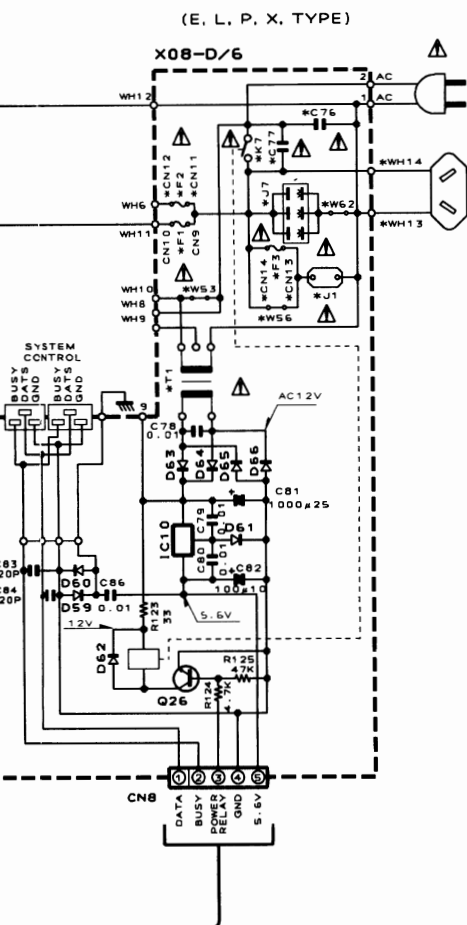 (E, L, P, X, TYPE)
X08-D/6
2 AC
1 AC
WH12
*C76
*K7
*C77
*CN12
*F2
*CN11
*WH14
*J7
WH6
WH11
CN10
*F1
CN9
*W62
*WH13
*F3
*CN14
*CN13
*J1
WH10
*W53
WH8
WH9
*W56
SYSTEM
CONTROL
BUSY
DATS
GND
BUSY
DATS
GND
*T1
9
AC12V
C78
0.01
D63
D64
D65
D66
C81
1000µ25
C79
0.01
IC10
D61
C80
0.01
C82
100µ10
C83
20P
D60
C86
C84
20P
D59
0.01
R123
33
5.6V
12V
D62
R125
47K
Q26
R124
4.7K
CN8
1 2 3 4 5
DATA
BUSY
POWER
RELAY
GND
5.6V